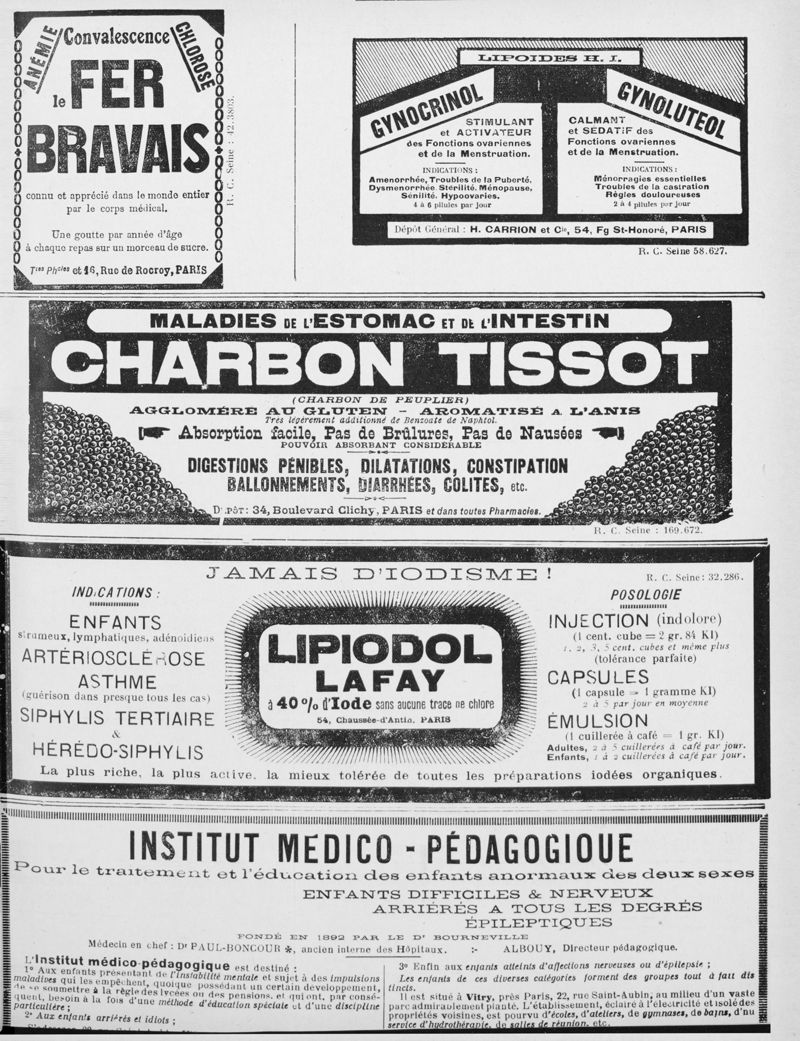 ANÉMIE
Convalescence
CHLOROSE
le FER
BRAVAIS
connu et apprécié dans le monde entier
par le corps médical.
Une goutte par année d'âge
à chaque repas sur un morceau de sucre.
Ttes Phcies et 16, Rue de Rocroy, PARIS
R. C. Seine : 42.3803.
LIPOIDES H. I.
GYNOCRINOL
STIMULANT
et ACTIVATEUR
des Fonctions ovariennes
et de la Menstruation.
INDICATIONS :
Amenorrhée, Troubles de la Puberté.
Dysmenorrhée. Stérilité. Ménopause,
Sénilité. Hypoovaries.
4 à 6 pilules par jour
GYNOLUTEOL
CALMANT
et SÉDATIF des
Fonctions ovariennes
et de la Menstruation.
INDICATIONS :
Ménorragies essentielles
Troubles de la castration
Règles douloureuses
2 à 4 pilules par jour
Dépôt Général : H. CARRION et Cie, 54, Fg St-Honoré, PARIS
R. C. Seine 58.627.
MALADIES DE L'ESTOMAC ET DE L'INTESTIN
CHARBON TISSOT
(CHARBON DE PEUPLIER)
AGGLOMÉRÉ AU GLUTEN – AROMATISÉ A L'ANIS
Très légèrement additionné de Benzoate de Naphtol.
Absorption facile, Pas de Brûlures, Pas de Nausées
POUVOIR ABSORBANT CONSIDÉRABLE
DIGESTIONS PÉNIBLES, DILATATIONS, CONSTIPATION
BALLONNEMENTS, DIARRHÉES, COLITES, etc.
D.PÔT : 34, Boulevard Clichy, PARIS et dans toutes Pharmacies.
R. C. Seine : 169.672.
JAMAIS D'IODISME !
R. C. Seine : 32.286.
INDICATIONS :
ENFANTS
strumeux, lymphatiques, adénoïdiens
ARTÉRIOSCLÉROSE
ASTHME
(guérison dans presque tous les cas)
SIPHYLIS TERTIAIRE
&
HÉRÉDO-SIPHYLIS
LIPIODOL
LAFAY
à 40% d'Iode sans aucune trace de chlore
54, Chaussée-d'Antin. PARIS
POSOLOGIE
INJECTION (indolore)
(1 cent. cube = 2 gr. 84 KI)
1, 2, 3, 5 cent. cubes et même plus
(tolérance parfaite)
CAPSULES
(1 capsule = 1 gramme KI)
2 à 5 par jour en moyenne
ÉMULSION
(1 cuillerée à café = 1 gr. KI)
Adultes, 2 à 5 cuillerées à café par jour.
Enfants, 1 à 2 cuillerées à café par jour.
La plus riche, la plus active, la mieux tolérée de toutes les préparations iodées organiques.
INSTITUT MÉDICO - PÉDAGOGIQUE
Pour le traitement et l'éducation des enfants anormaux des deux sexes
ENFANTS DIFFICILES & NERVEUX
ARRIÉRÉS A TOUS LES DEGRÉS
ÉPILEPTIQUES
FONDÉ EN 1892 PAR LE Dr BOURNEVILLE
Médecin en chef : Dr PAUL-BONCOUR ✻, ancien interne des Hôpitaux. :- ALBOUY, Directeur pédagogique.
L'Institut médico pédagogique est destiné :
1º Aux enfants présentant de l'instabilité mentale et sujet à des impulsions
maladives qui les empêchent, quoique possédant un certain développement,
de se soumettre à la règle des lycées ou des pensions, et qui ont, par consé-
quent, besoin à la fois d'une méthode d'éducation spéciale et d'une discipline
particulière ;
2º Aux enfants arriérés et idiots ;
3º Enfin aux enfants atteints d'affections nerveuses ou d'épilepsie ;
Les enfants de ces diverses catégories forment des groupes tout à fait dis
tincts.
Il est situé à Vitry, près Paris, 22, rue Saint-Aubin, au milieu d'un vaste
parc admirablement planté. L'établissement, éclairé à l'électricité et isolé des
propriétés voisines, est pourvu d'écoles, d'ateliers, de gymnases, de bains, d'nu
service d'hydrothérapie, de salles de réunion, etc.